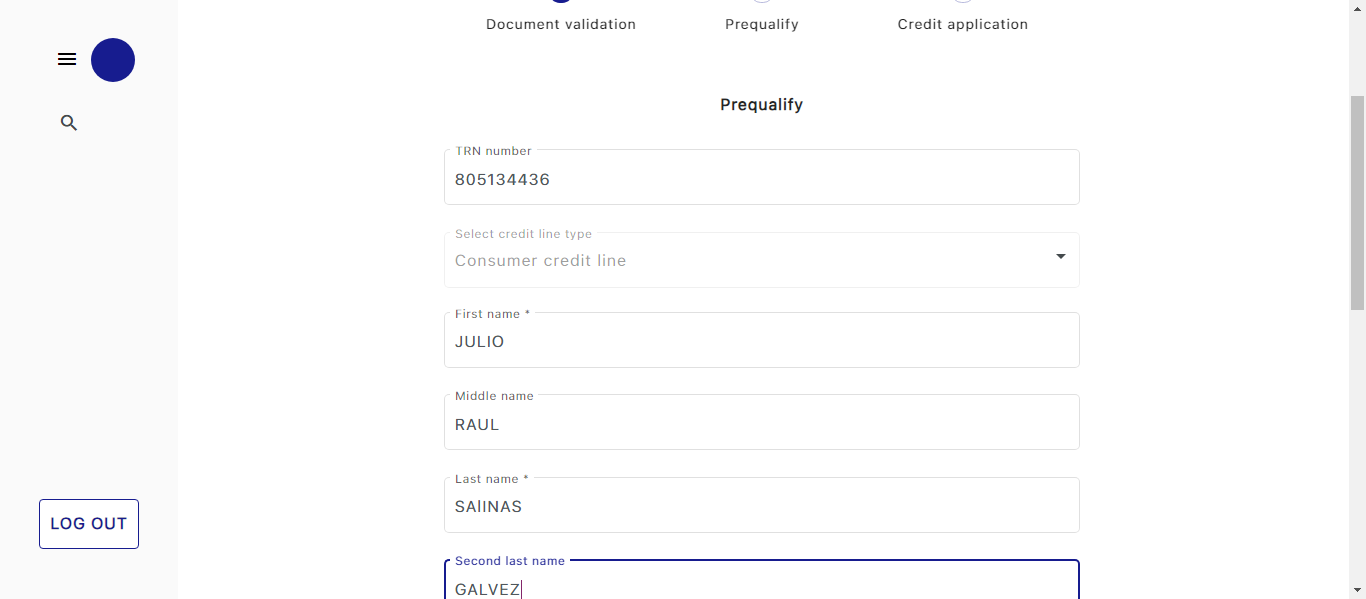 Document validation
Prequalify
Credit application
Prequalify
TRN number
805134436
Select credit line type
Consumer credit line
First name *
JULIO
Middle name
RAUL
Last name *
SAlINAS
Second last name
GALVEZ
LOG OUT